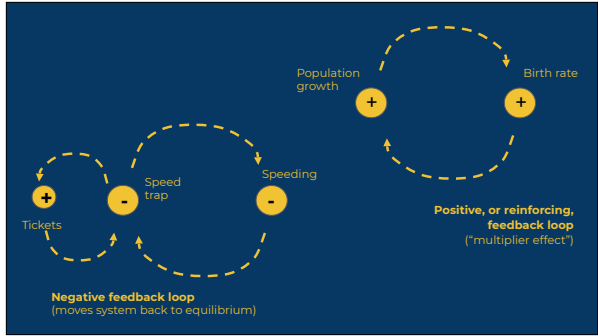 Population
growth
+
Birth rate
+
Speed
trap
-
Speeding
-
+
Tickets
Positive, or reinforcing,
feedback loop
(“multiplier effect”)
Negative feedback loop
(moves system back to equilibrium)